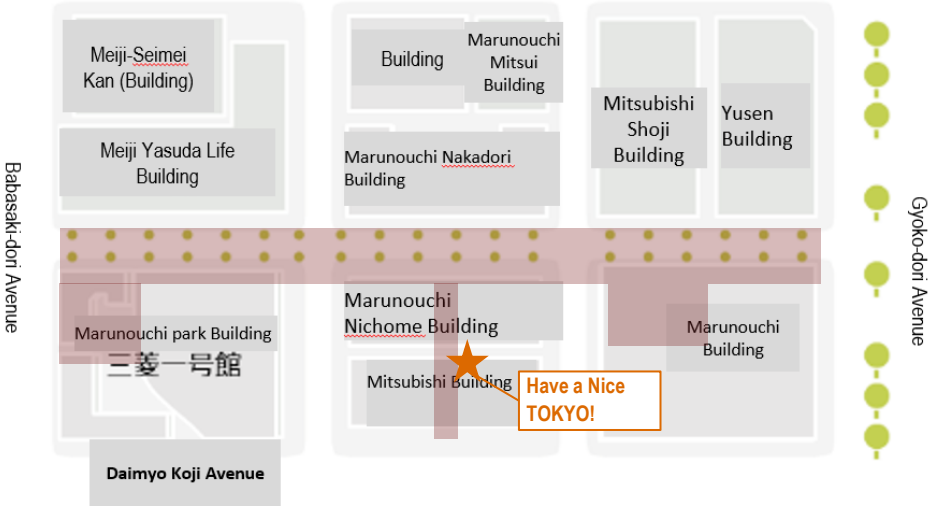 Meiji-Seimei
Kan (Building)
Building
Marunouchi
Mitsui
Building
Mitsubishi
Shoji
Building
Yusen
Building
Meiji Yasuda Life
Building
Marunouchi Nakadori
Building
Babasaki-dori Avenue
Gyoko-dori Avenue
Marunouchi park Building
三菱一号館
Marunouchi
Nichome Building
Mitsubishi Building
Have a Nice
TOKYO!
Marunouchi
Building
Daimyo Koji Avenue